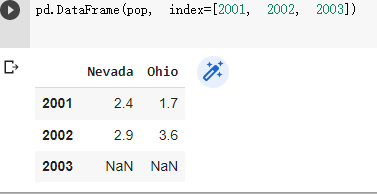 pd.DataFrame(pop, index=[2001, 2002, 2003])
Nevada Ohio
2001 2.4 1.7
2002 2.9 3.6
2003 NaN NaN